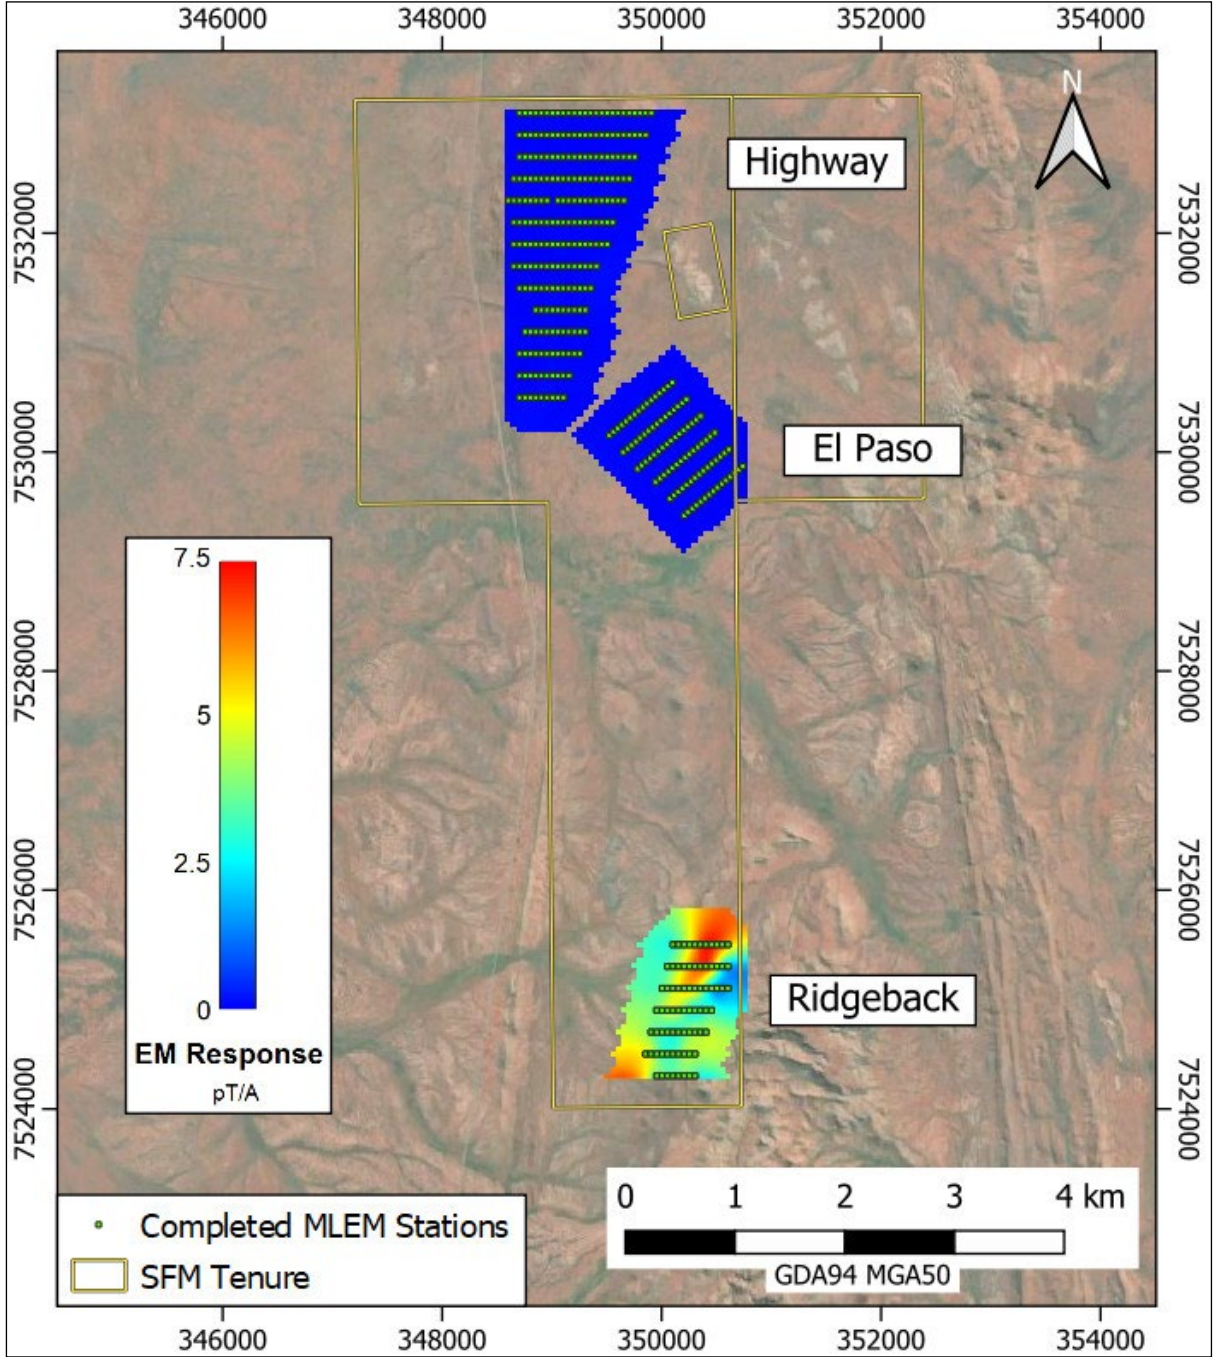 346000 348000 350000 352000 354000
N
Highway
7532000 7532000
El Paso
7530000 7530000
7.5
5
2.5
0
EM Response
pT/A
7528000 7528000
7526000 7526000
Ridgeback
7524000 7524000
Completed MLEM Stations
SFM Tenure
0 1 2 3 4 km
GDA94 MGA50
346000 348000 350000 352000 354000